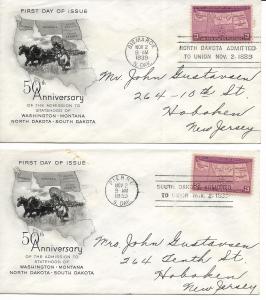 FIRST DAY OF ISSUE
BISMARCK
NOV 2
9 AM
1939
N. DAK.
NORTH DAKOTA ADMITTED
TO UNION NOV. 2, 1889
50th
Anniversary
OF THE ADMISSION TO
STATEHOOD OF
WASHINGTON - MONTANA
NORTH DAKOTA - SOUTH DAKOTA
Mr. John Gustavsen
264 - 10th St
Hoboken
New Jersey
FIRST DAY OF ISSUE
PIERRE
NOV 2
1939
S. DAK.
SOUTH DAKOTA ADMITTED
TO UNION NOV. 2, 1889
50th
Anniversary
OF THE ADMISSION TO
STATEHOOD OF
WASHINGTON - MONTANA
NORTH DAKOTA - SOUTH DAKOTA
Mrs. John Gustavsen
264 Tenth St.
Hoboken
New Jersey